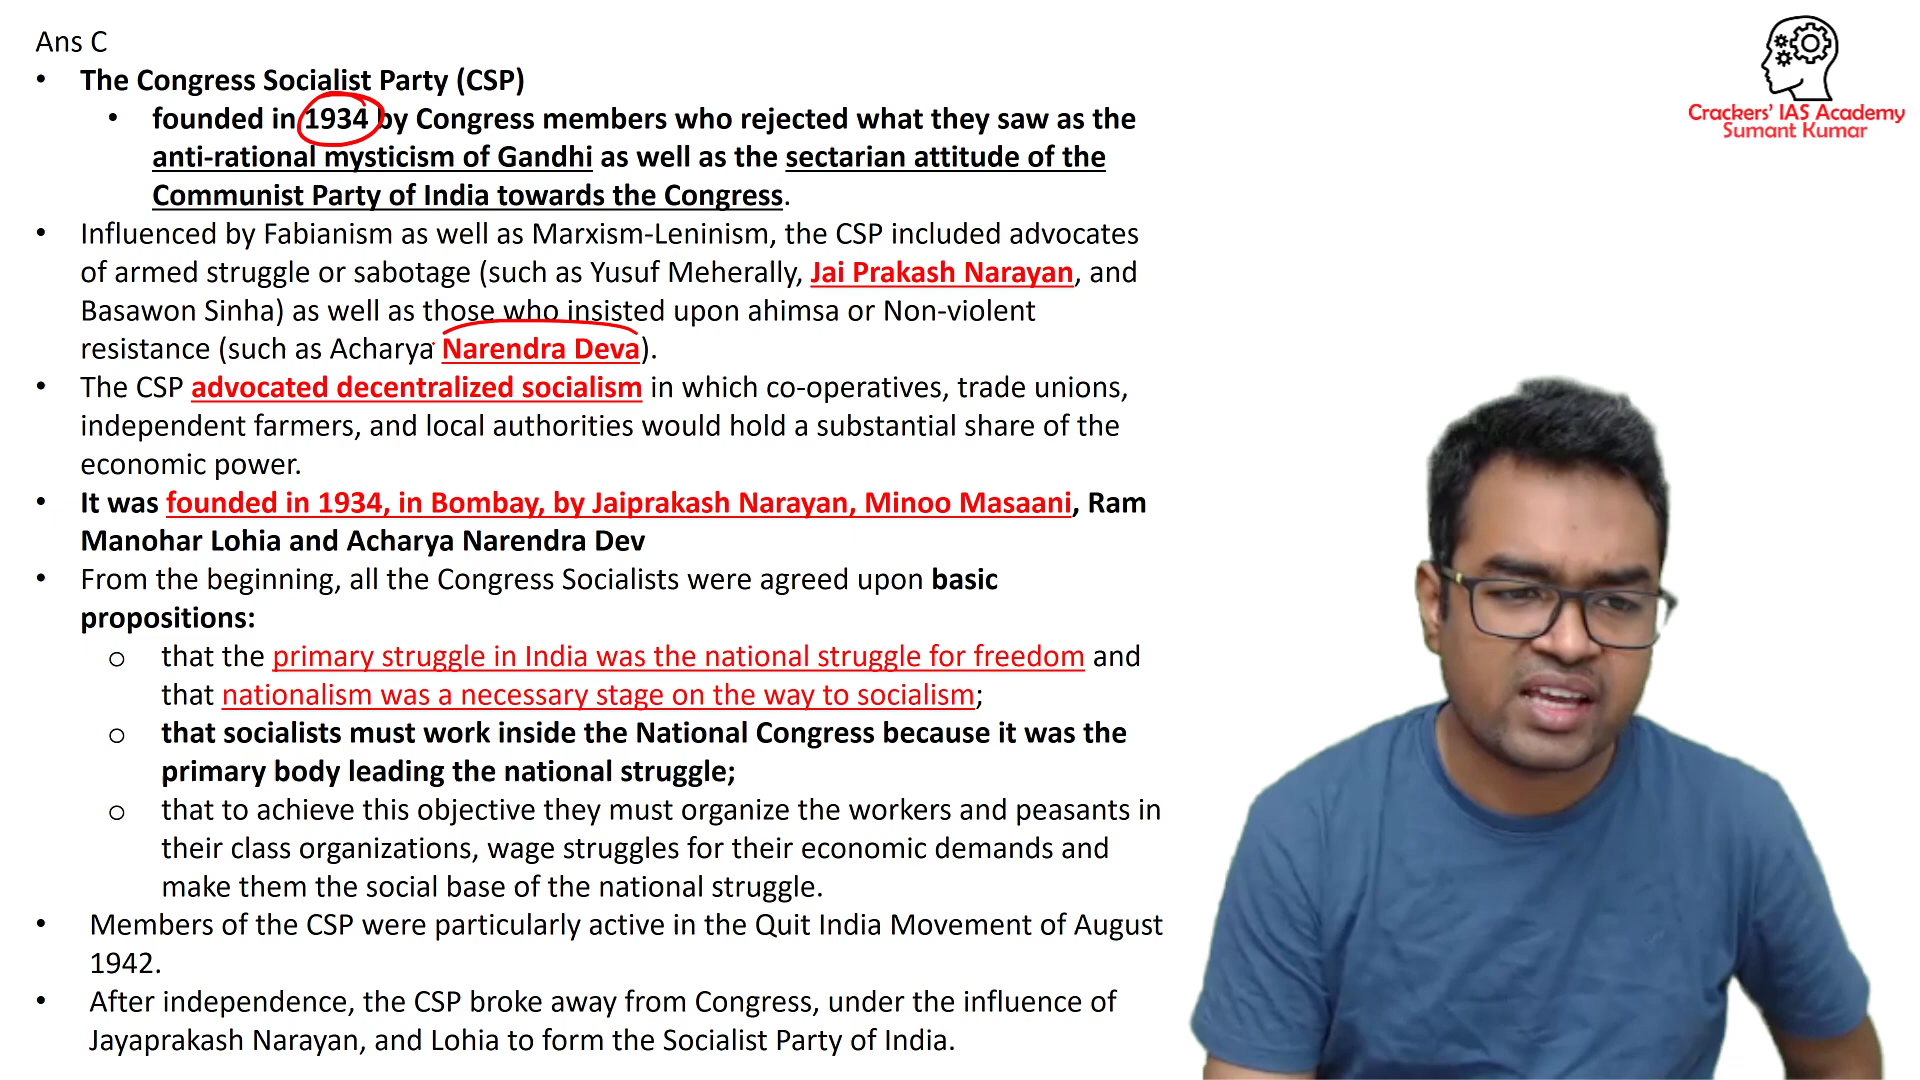 Ans C
• The Congress Socialist Party (CSP)
• founded in 1934 by Congress members who rejected what they saw as the
anti-rational mysticism of Gandhi as well as the sectarian attitude of the
Communist Party of India towards the Congress.
• Influenced by Fabianism as well as Marxism-Leninism, the CSP included advocates
of armed struggle or sabotage (such as Yusuf Meherally, Jai Prakash Narayan, and
Basawon Sinha) as well as those who insisted upon ahimsa or Non-violent
resistance (such as Acharya Narendra Deva).
• The CSP advocated decentralized socialism in which co-operatives, trade unions,
independent farmers, and local authorities would hold a substantial share of the
economic power.
• It was founded in 1934, in Bombay, by Jaiprakash Narayan, Minoo Masaani, Ram
Manohar Lohia and Acharya Narendra Dev
• From the beginning, all the Congress Socialists were agreed upon basic
propositions:
o that the primary struggle in India was the national struggle for freedom and
that nationalism was a necessary stage on the way to socialism;
o that socialists must work inside the National Congress because it was the
primary body leading the national struggle;
o that to achieve this objective they must organize the workers and peasants in
their class organizations, wage struggles for their economic demands and
make them the social base of the national struggle.
• Members of the CSP were particularly active in the Quit India Movement of August
1942.
• After independence, the CSP broke away from Congress, under the influence of
Jayaprakash Narayan, and Lohia to form the Socialist Party of India.
Crackers' IAS Academy
Sumant Kumar